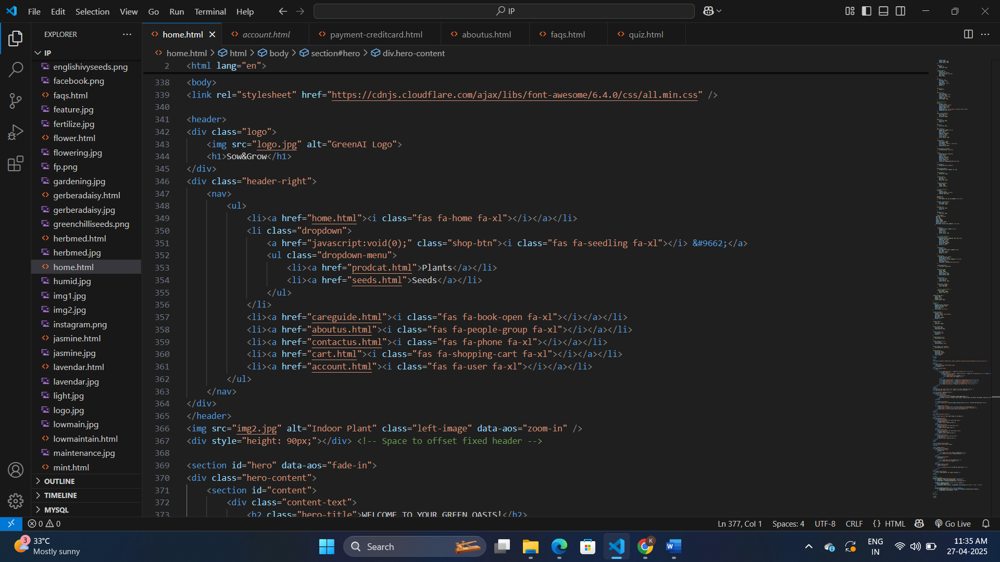 File Edit Selection View Go Run Terminal Help
IP
EXPLORER
home.html
account.html
payment-creditcard.html
aboutus.html
faqs.html
quiz.html
IP
home.html > html > body > section#hero > div.hero-content
englishivyseeds.png
facebook.png
faqs.html
feature.jpg
fertilize.jpg
flower.html
flowering.jpg
fp.png
gardening.jpg
gerberadaisy.html
gerberadaisy.jpg
greenchilliseeds.png
herbmed.html
herbmed.jpg
home.html
humid.jpg
img1.jpg
img2.jpg
instagram.png
jasmine.html
jasmine.jpg
lavendar.html
lavendar.jpg
light.jpg
logo.jpg
lowmain.jpg
lowmaintain.html
maintenance.jpg
mint.html
OUTLINE
TIMELINE
MYSQL
2 <html lang="en">
338 <body>
339 <link rel="stylesheet" href="https://cdnjs.cloudflare.com/ajax/libs/font-awesome/6.4.0/css/all.min.css" />
340
341 <header>
342 <div class="logo">
343 <img src="logo.jpg" alt="GreenAI Logo">
344 <h1>Sow&Grow</h1>
345 </div>
346 <div class="header-right">
347 <nav>
348 <ul>
349 <li><a href="home.html"><i class="fas fa-home fa-xl"></i></a></li>
350 <li class="dropdown">
351 <a href="javascript:void(0);" class="shop-btn"><i class="fas fa-seedling fa-xl"></i> &#9662;</a>
352 <ul class="dropdown-menu">
353 <li><a href="prodcat.html">Plants</a></li>
354 <li><a href="seeds.html">Seeds</a></li>
355 </ul>
356 </li>
357 <li><a href="careguide.html"><i class="fas fa-book-open fa-xl"></i></a></li>
358 <li><a href="aboutus.html"><i class="fas fa-people-group fa-xl"></i></a></li>
359 <li><a href="contactus.html"><i class="fas fa-phone fa-xl"></i></a></li>
360 <li><a href="cart.html"><i class="fas fa-shopping-cart fa-xl"></i></a></li>
361 <li><a href="account.html"><i class="fas fa-user fa-xl"></i></a></li>
362 </ul>
363 </nav>
364 </div>
365 </header>
366 <img src="img2.jpg" alt="Indoor Plant" class="left-image" data-aos="zoom-in" />
367 <div style="height: 90px;"></div> <!-- Space to offset fixed header -->
368
369 <section id="hero" data-aos="fade-in">
370 <div class="hero-content">
371 <section id="content">
372 <div class="content-text">
373 <h2 class="hero-title">WELCOME TO YOUR GREEN OASIS!</h2>
0 0
Ln 377, Col 1
Spaces: 4
UTF-8
CRLF
{} HTML
Go Live
3
33°C
Mostly sunny
Search
K
ENG
IN
11:35 AM
27-04-2025